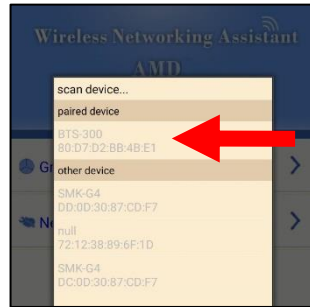 Wireless Networking Assistant
AMD
scan device...
paired device
BTS-300
80:D7:D2:BB:4B:E1
Gr
other device
SMK-G4
DD:0D:30:87:CD:F7
null
72:12:38:89:6F:1D
Ne
SMK-G4
DC:0D:30:87:CD:F7